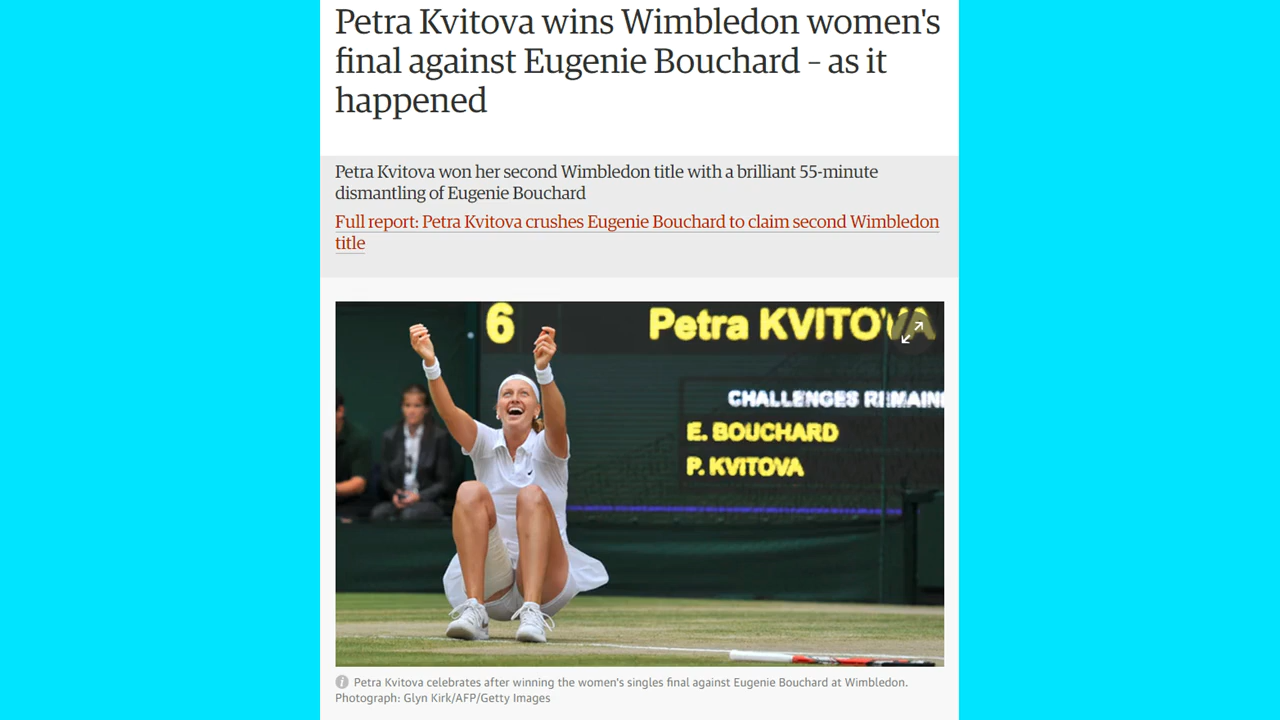 Petra Kvitova wins Wimbledon women's
final against Eugenie Bouchard – as it
happened
Petra Kvitova won her second Wimbledon title with a brilliant 55-minute
dismantling of Eugenie Bouchard
Full report: Petra Kvitova crushes Eugenie Bouchard to claim second Wimbledon
title
6 Petra KVITOVA
CHALLENGES REMAIN
E. BOUCHARD
P. KVITOVA
Petra Kvitova celebrates after winning the women's singles final against Eugenie Bouchard at Wimbledon.
Photograph: Glyn Kirk/AFP/Getty Images